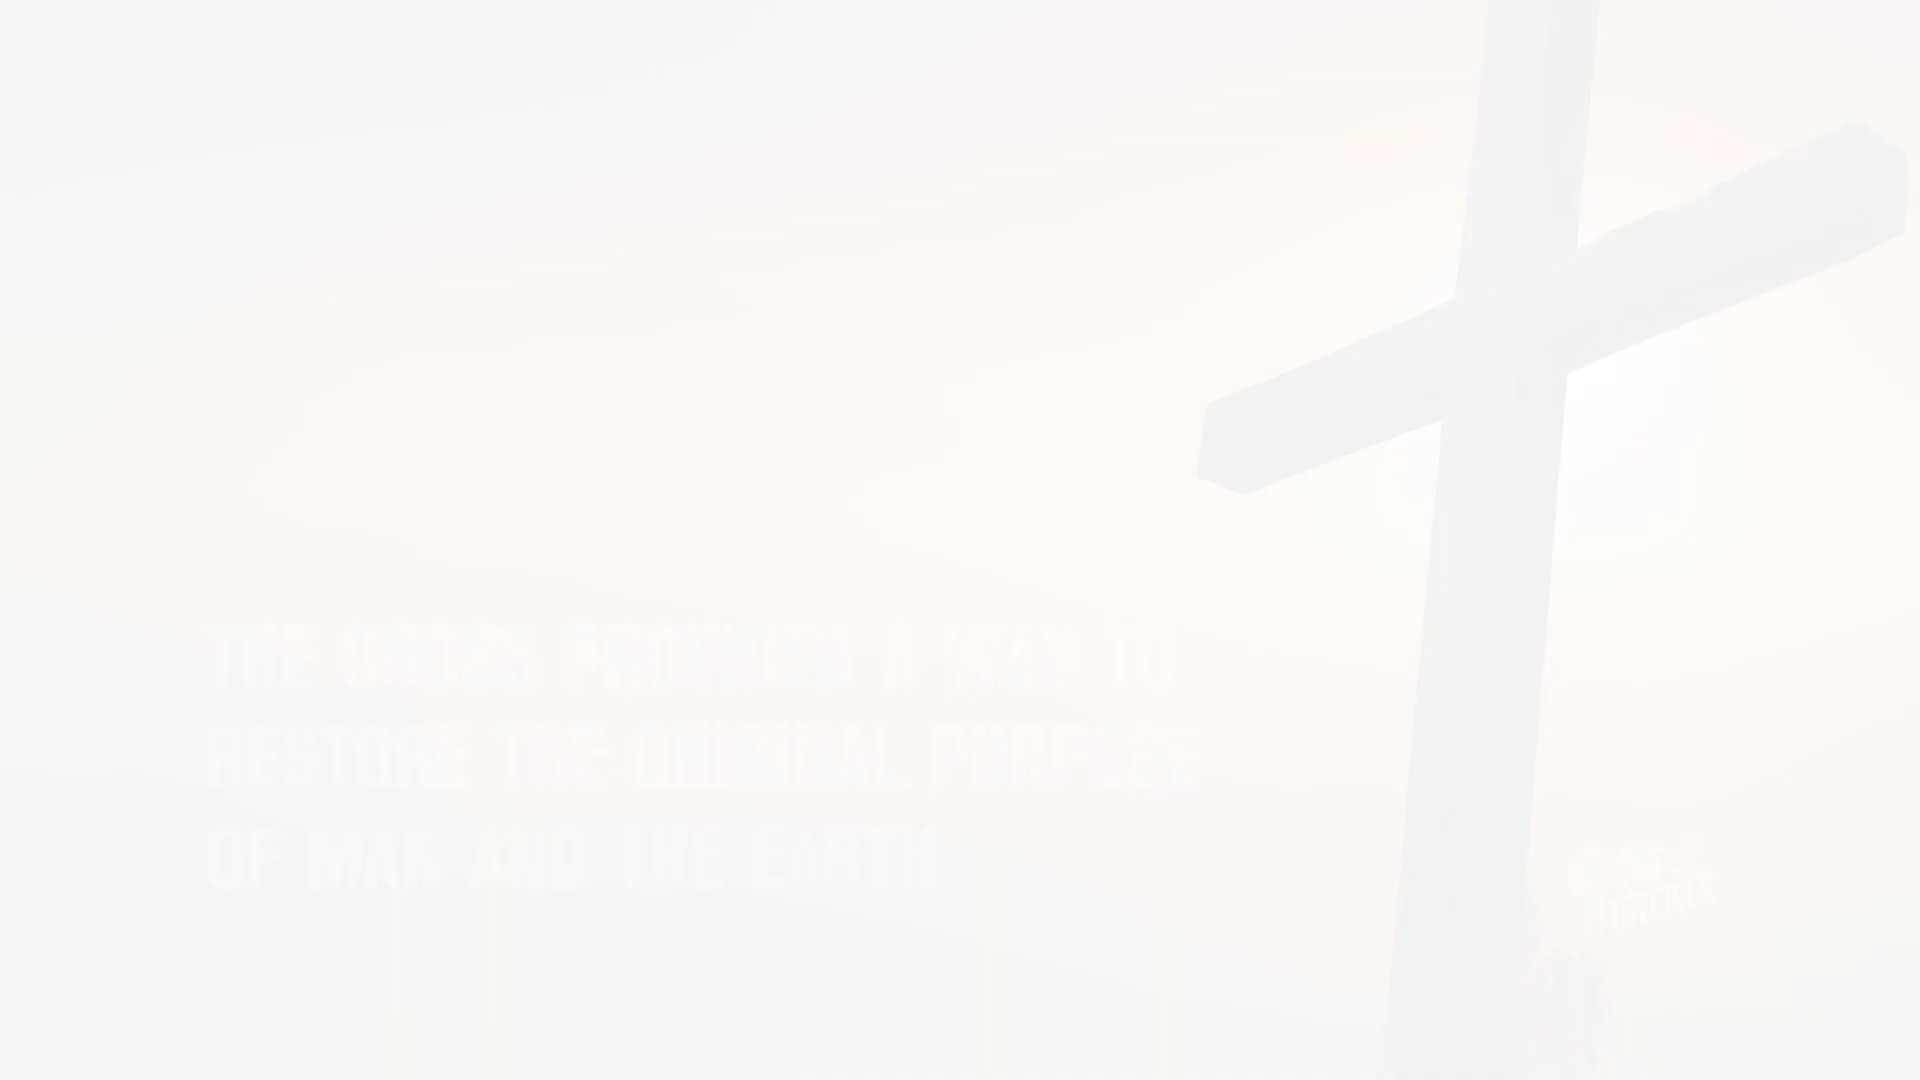 THE CROSS PROVIDED A WAY TO
RESTORE THE ORIGINAL PURPOSE
OF MAN AND THE EARTH